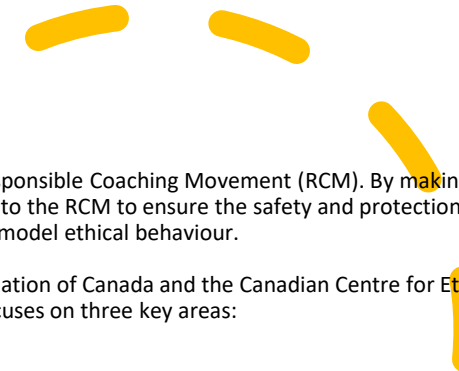 sponsible Coaching Movement (RCM). By makin
to the RCM to ensure the safety and protection
model ethical behaviour.
ation of Canada and the Canadian Centre for Et
cuses on three key areas: